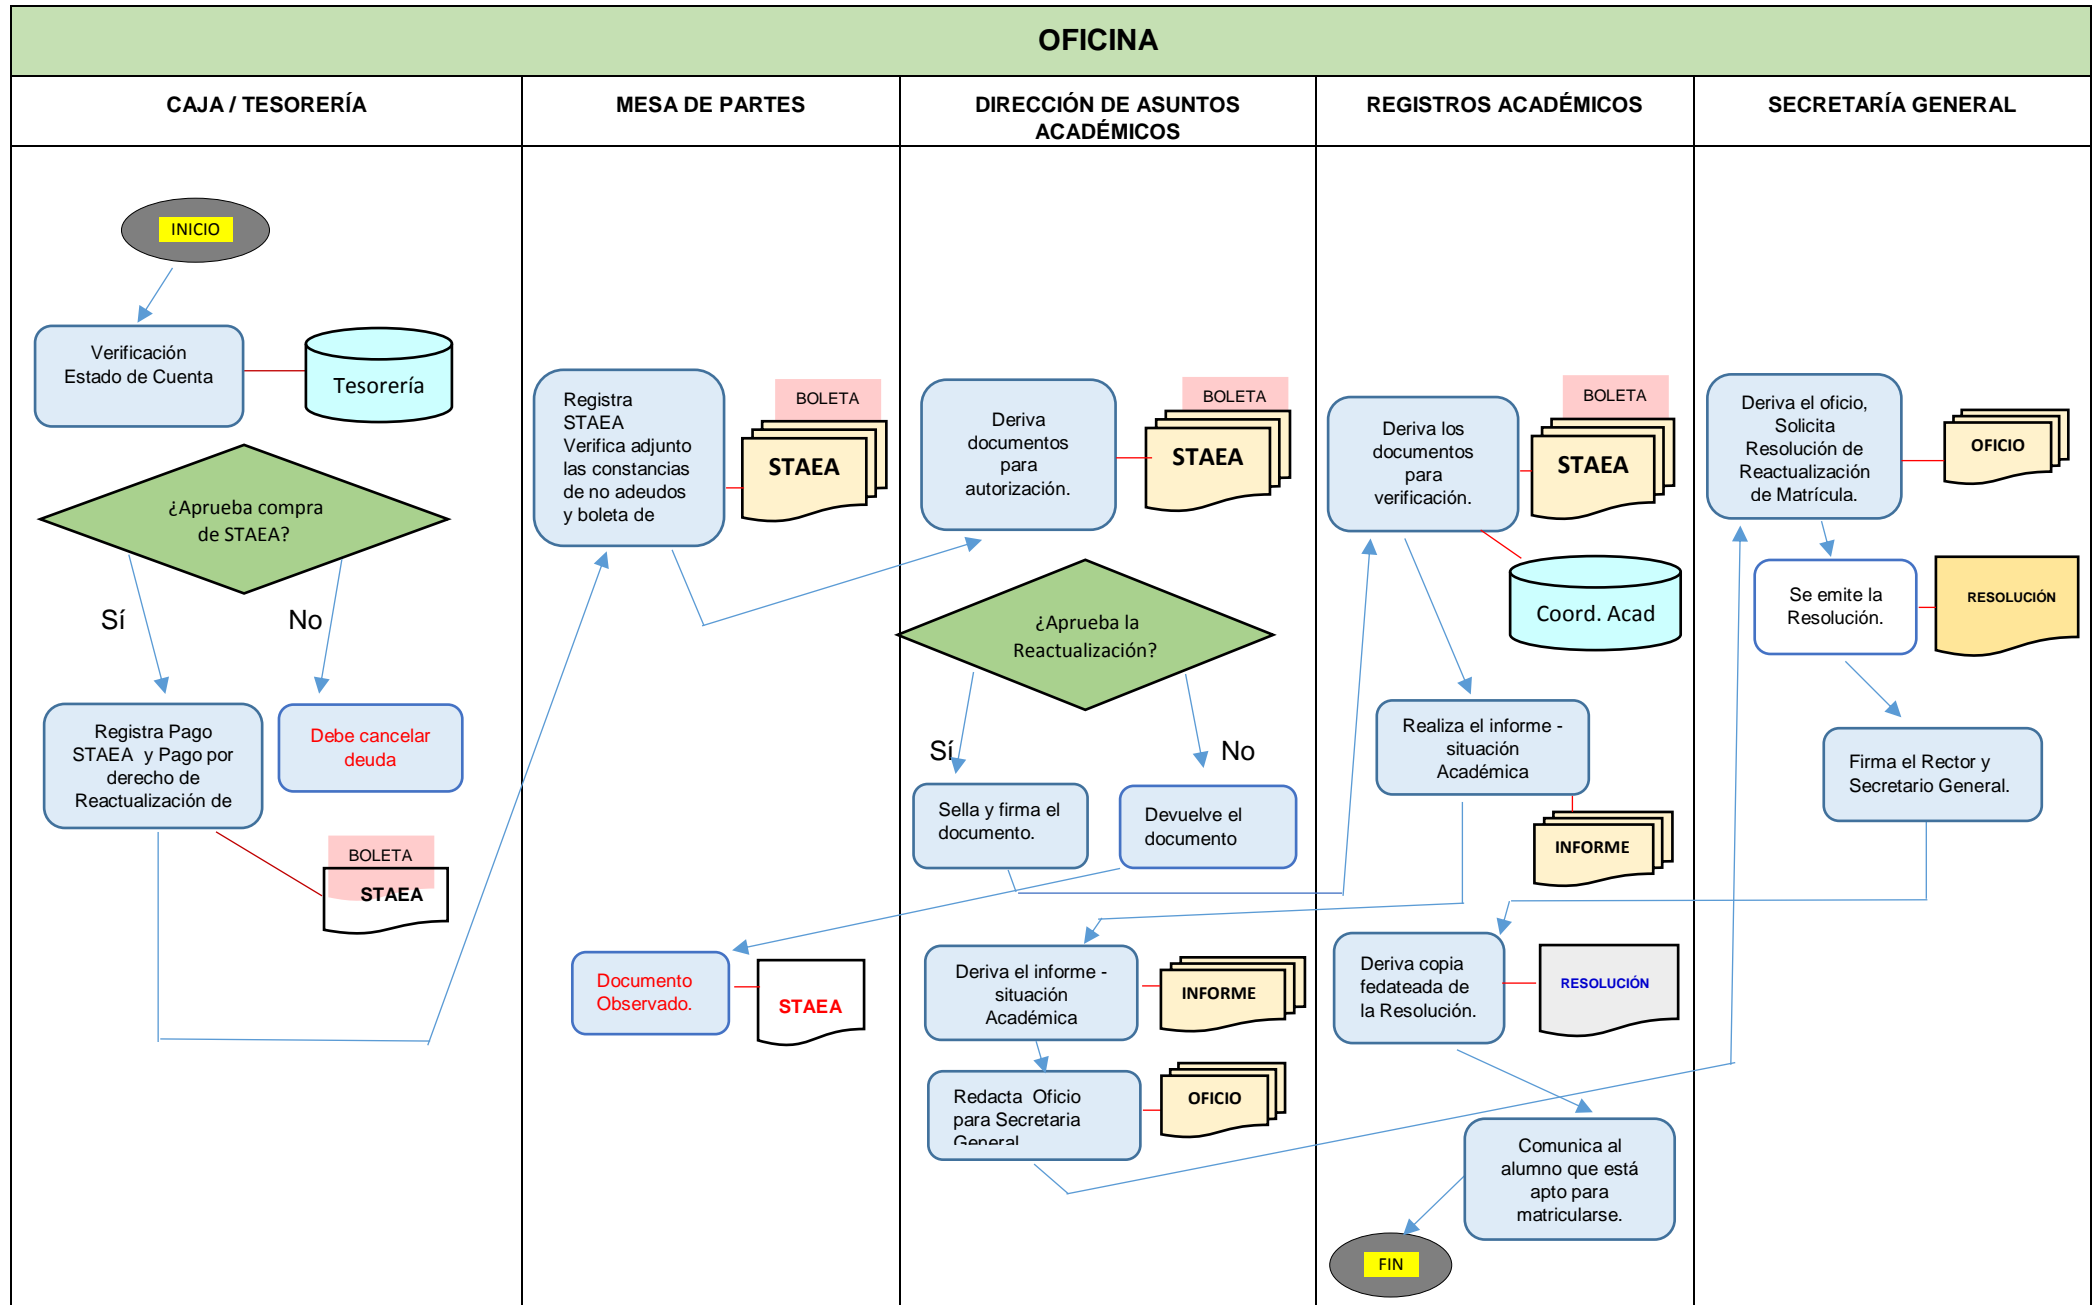 OFICINA
CAJA / TESORERÍA
MESA DE PARTES
DIRECCIÓN DE ASUNTOS
ACADÉMICOS
REGISTROS ACADÉMICOS
SECRETARÍA GENERAL
INICIO
Verificación
Estado de Cuenta
Tesorería
¿Aprueba compra
de STAEA?
Sí
No
Registra Pago
STAEA y Pago por
derecho de
Reactualización de
Debe cancelar
deuda
BOLETA
STAEA
Registra
STAEA
Verifica adjunto
las constancias
de no adeudos
y boleta de
BOLETA
STAEA
Documento
Observado.
STAEA
Deriva
documentos
para
autorización.
BOLETA
STAEA
¿Aprueba la
Reactualización?
Sí
No
Sella y firma el
documento.
Devuelve el
documento
Deriva el informe -
situación
Académica
INFORME
Redacta Oficio
para Secretaria
General
OFICIO
Deriva los
documentos
para
verificación.
BOLETA
STAEA
Coord. Acad
Realiza el informe -
situación
Académica
INFORME
Deriva copia
fedateada de
la Resolución.
RESOLUCIÓN
Comunica al
alumno que está
apto para
matricularse.
FIN
Deriva el oficio,
Solicita
Resolución de
Reactualización
de Matrícula.
OFICIO
Se emite la
Resolución.
RESOLUCIÓN
Firma el Rector y
Secretario General.